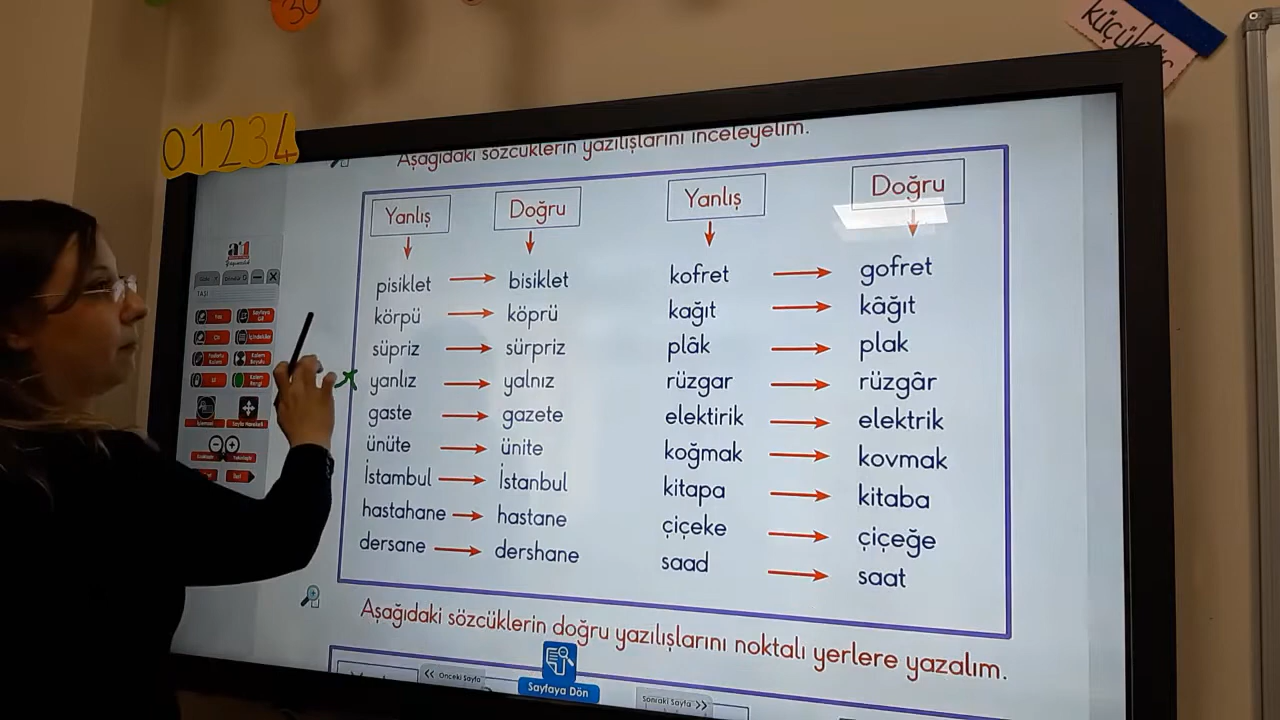 30
küçüktür
01234
Aşağıdaki sözcüklerin yazılışlarını inceleyelim.
Yanlış Doğru Yanlış Doğru
pisiklet bisiklet kofret gofret
körpü köprü kağıt kâğıt
süpriz sürpriz plâk plak
yanlız yalnız rüzgar rüzgâr
gaste gazete elektirik elektrik
ünüte ünite koğmak kovmak
İstambul İstanbul kitapa kitaba
hastahane hastane çiçeke çiçeğe
dersane dershane saad saat
Aşağıdaki sözcüklerin doğru yazılışlarını noktalı yerlere yazalım.
<< Önceki Sayfa
Sayfaya Dön
Sonraki Sayfa >>